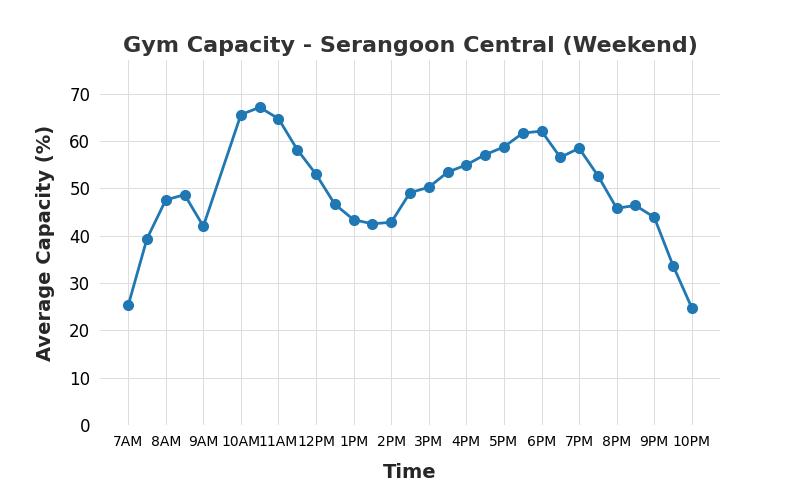 Gym Capacity - Serangoon Central (Weekend)
Average Capacity (%)
70
60
50
40
30
20
10
0
7AM 8AM 9AM 10AM 11AM 12PM 1PM 2PM 3PM 4PM 5PM 6PM 7PM 8PM 9PM 10PM
Time